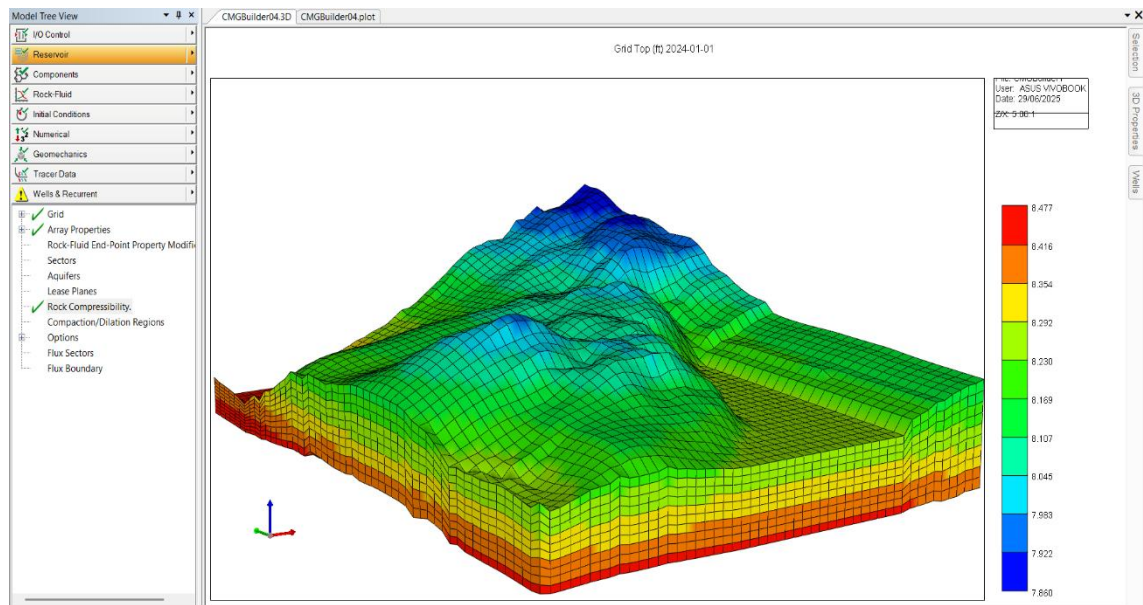 Model Tree View
CMGBuilder04.3D
CMGBuilder04.plot
I/O Control
Reservoir
Components
Rock-Fluid
Initial Conditions
Numerical
Geomechanics
Tracer Data
Wells & Recurrent
Grid
Array Properties
Rock-Fluid End-Point Property Modifi
Sectors
Aquifers
Lease Planes
Rock Compressibility.
Compaction/Dilation Regions
Options
Flux Sectors
Flux Boundary
Grid Top (ft) 2024-01-01
User: ASUS VIVOBOOK
Date: 29/06/2025
Z/X: 5.00:1
8.477
8.416
8.354
8.292
8.230
8.169
8.107
8.045
7.983
7.922
7.860
Selection
3D Properties
Wells